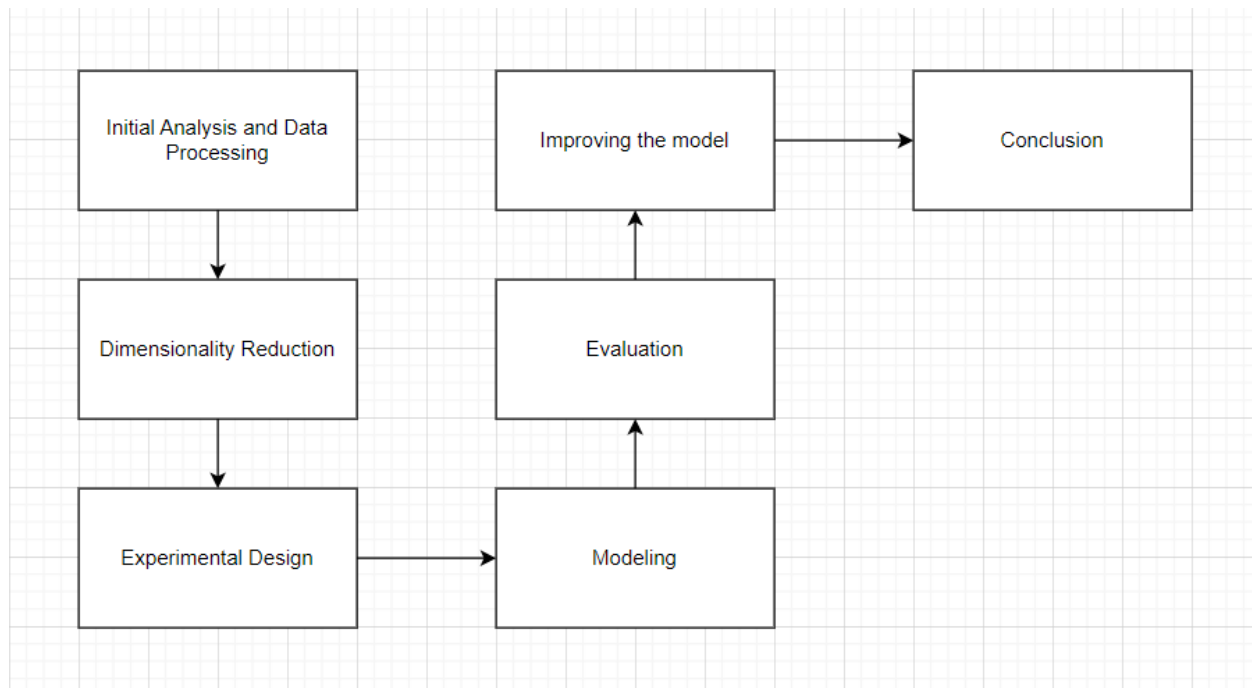 Initial Analysis and Data
Processing
Dimensionality Reduction
Experimental Design
Modeling
Evaluation
Improving the model
Conclusion